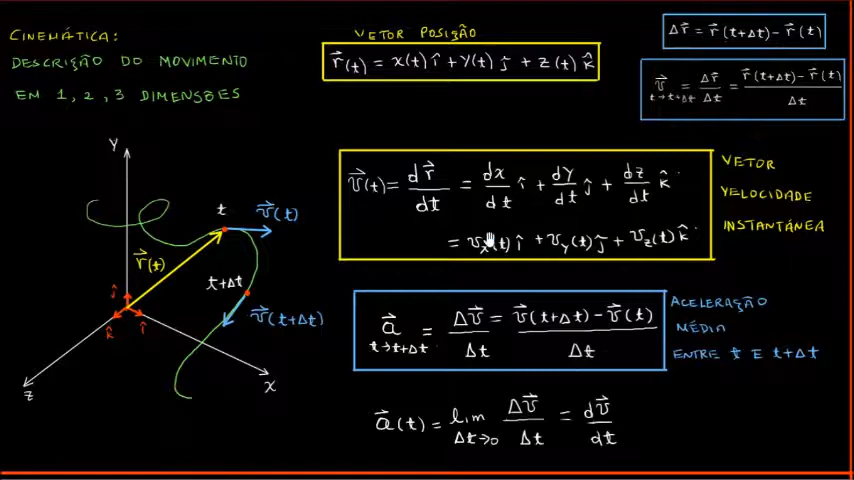 CINEMÁTICA:
DESCRIÇÃO DO MOVIMENTO
EM 1, 2, 3 DIMENSÕES
VETOR POSIÇÃO
r⃗(t) = x(t) î + y(t) ĵ + z(t) k̂
Δr⃗ = r⃗(t+Δt) - r⃗(t)
v⃗ t→t+Δt = Δr⃗/Δt = (r⃗(t+Δt) - r⃗(t))/Δt
v⃗(t) = dr⃗/dt = dx/dt î + dy/dt ĵ + dz/dt k̂
= vx(t) î + vy(t) ĵ + vz(t) k̂
VETOR
VELOCIDADE
INSTANTÁNEA
a⃗ t→t+Δt = Δv⃗/Δt = (v⃗(t+Δt) - v⃗(t))/Δt
ACELERAÇÃO
MÉDIA
ENTRE t E t+Δt
a⃗(t) = lim Δt→0 Δv⃗/Δt = dv⃗/dt
Y
t
v⃗(t)
r⃗(t)
t+Δt
v⃗(t+Δt)
ĵ
k̂
î
X
Z